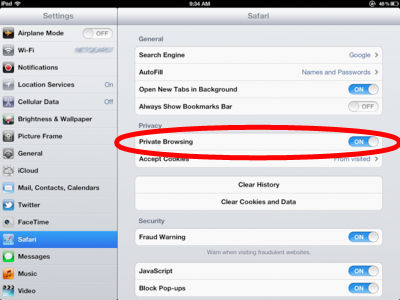 iPod
9:34 AM
46%
Settings
Safari
Airplane Mode OFF
Wi-Fi
Notifications
Location Services On
Cellular Data Off
Brightness & Wallpaper
Picture Frame
General
iCloud
Mail, Contacts, Calendars
Twitter
FaceTime
Safari
Messages
Music
Video
General
Search Engine Google
AutoFill Names and Passwords
Open New Tabs in Background ON
Always Show Bookmarks Bar OFF
Privacy
Private Browsing ON
Accept Cookies From visited
Clear History
Clear Cookies and Data
Security
Fraud Warning ON
Warn when visiting fraudulent websites.
JavaScript ON
Block Pop-ups ON